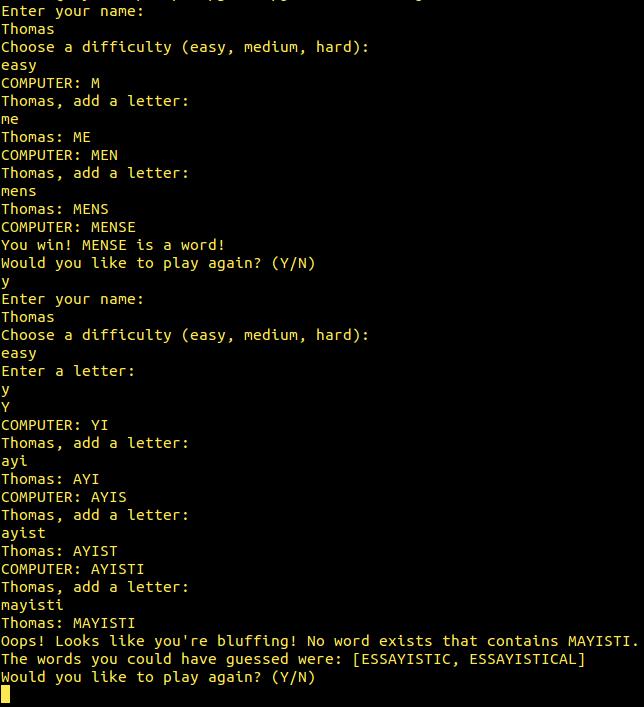 Enter your name:
Thomas
Choose a difficulty (easy, medium, hard):
easy
COMPUTER: M
Thomas, add a letter:
me
Thomas: ME
COMPUTER: MEN
Thomas, add a letter:
mens
Thomas: MENS
COMPUTER: MENSE
You win! MENSE is a word!
Would you like to play again? (Y/N)
y
Enter your name:
Thomas
Choose a difficulty (easy, medium, hard):
easy
Enter a letter:
y
Y
COMPUTER: YI
Thomas, add a letter:
ayi
Thomas: AYI
COMPUTER: AYIS
Thomas, add a letter:
ayist
Thomas: AYIST
COMPUTER: AYISTI
Thomas, add a letter:
mayisti
Thomas: MAYISTI
Oops! Looks like you're bluffing! No word exists that contains MAYISTI.
The words you could have guessed were: [ESSAYISTIC, ESSAYISTICAL]
Would you like to play again? (Y/N)